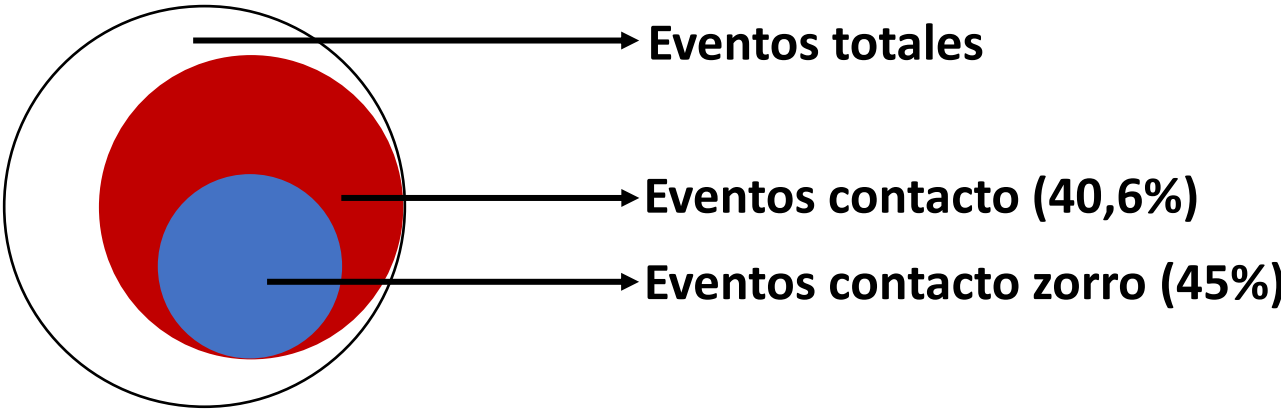 Eventos totales
Eventos contacto (40,6%)
Eventos contacto zorro (45%)